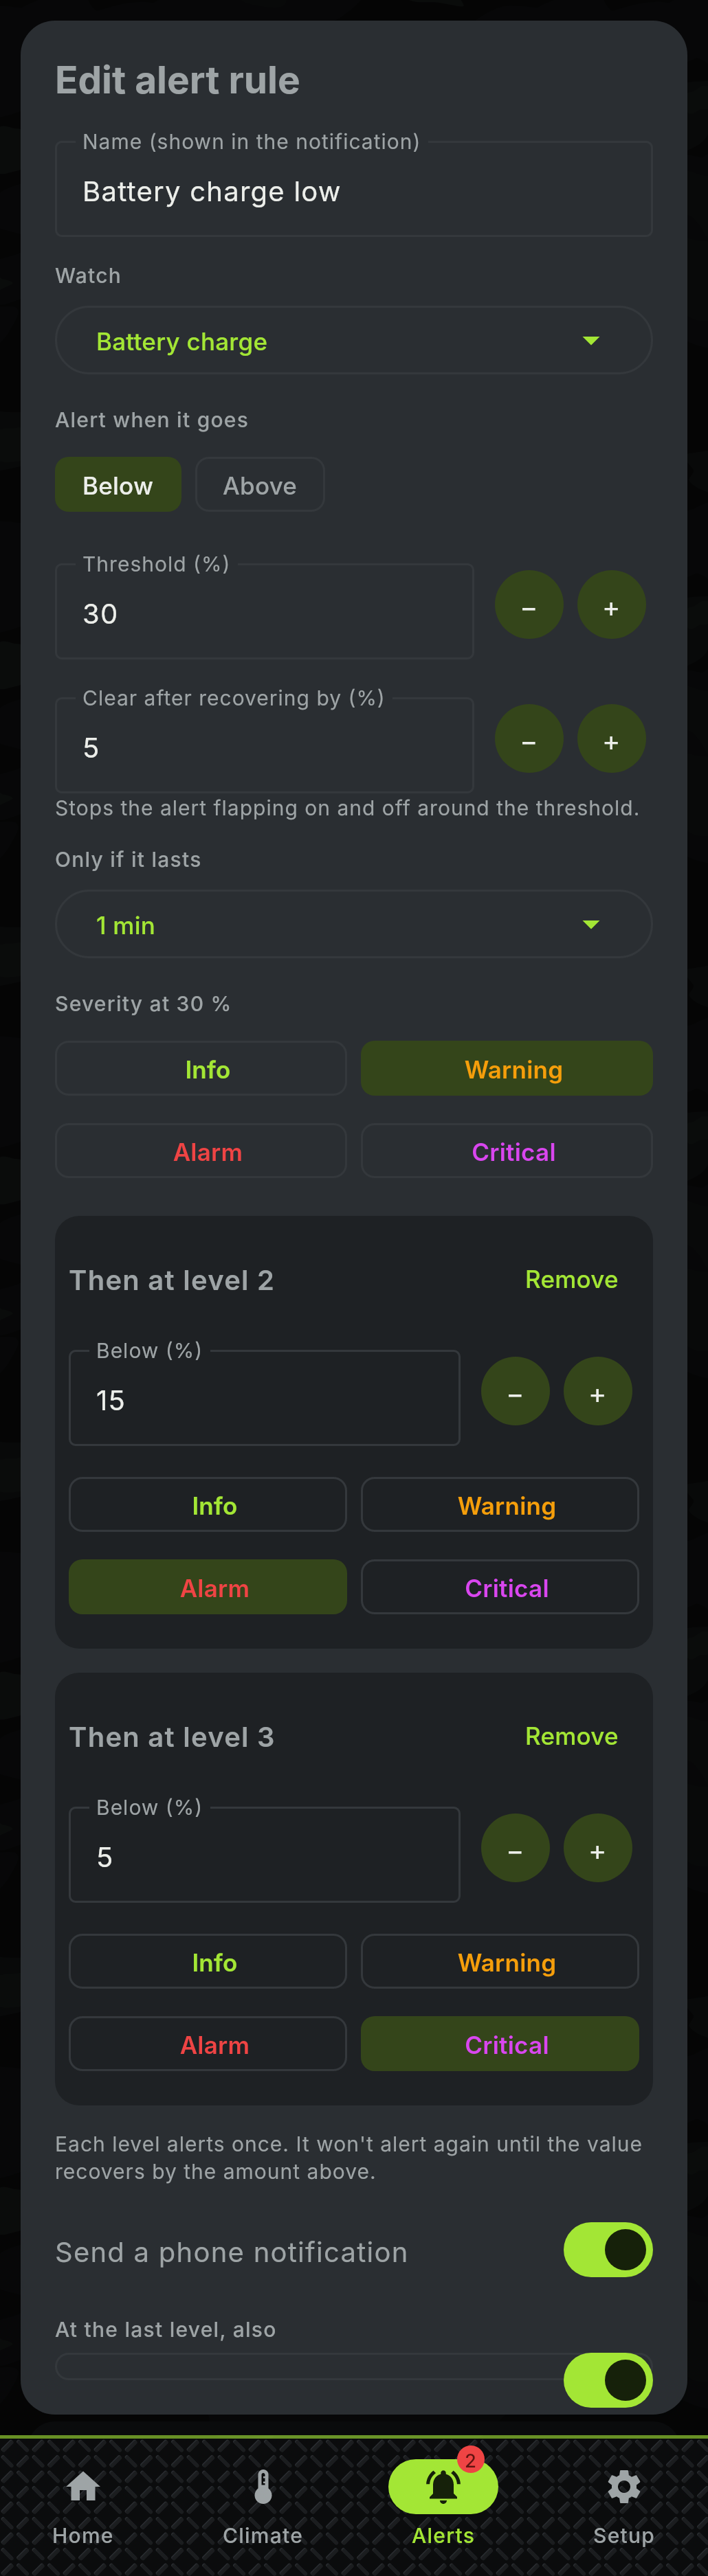 Edit alert rule
Name (shown in the notification)
Battery charge low
Watch
Battery charge
Alert when it goes
Below
Above
Threshold (%)
30
−
+
Clear after recovering by (%)
5
−
+
Stops the alert flapping on and off around the threshold.
Only if it lasts
1 min
Severity at 30 %
Info
Warning
Alarm
Critical
Then at level 2
Remove
Below (%)
15
−
+
Info
Warning
Alarm
Critical
Then at level 3
Remove
Below (%)
5
−
+
Info
Warning
Alarm
Critical
Each level alerts once. It won't alert again until the value
recovers by the amount above.
Send a phone notification
At the last level, also
2
Home
Climate
Alerts
Setup